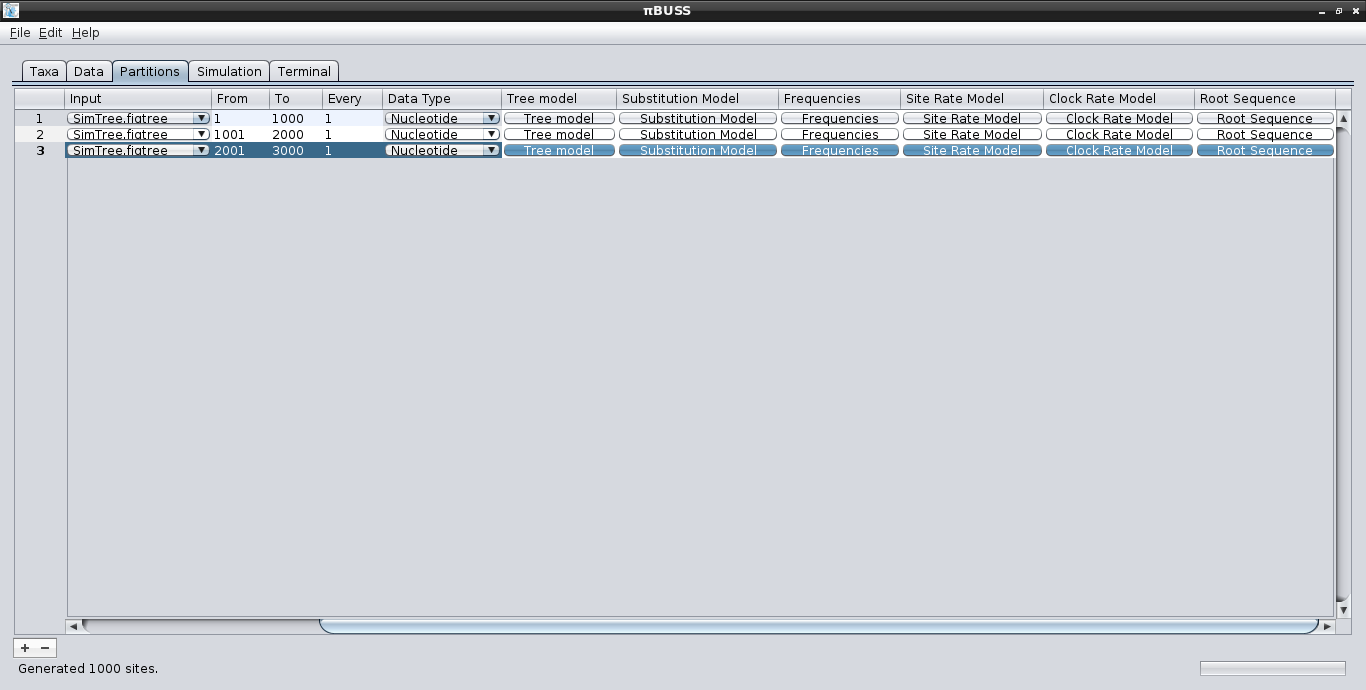 πBUSS
File Edit Help
Taxa Data Partitions Simulation Terminal
Input From To Every Data Type Tree model Substitution Model Frequencies Site Rate Model Clock Rate Model Root Sequence
1 SimTree.figtree 1 1000 1 Nucleotide Tree model Substitution Model Frequencies Site Rate Model Clock Rate Model Root Sequence
2 SimTree.figtree 1001 2000 1 Nucleotide Tree model Substitution Model Frequencies Site Rate Model Clock Rate Model Root Sequence
3 SimTree.figtree 2001 3000 1 Nucleotide Tree model Substitution Model Frequencies Site Rate Model Clock Rate Model Root Sequence
+ −
Generated 1000 sites.